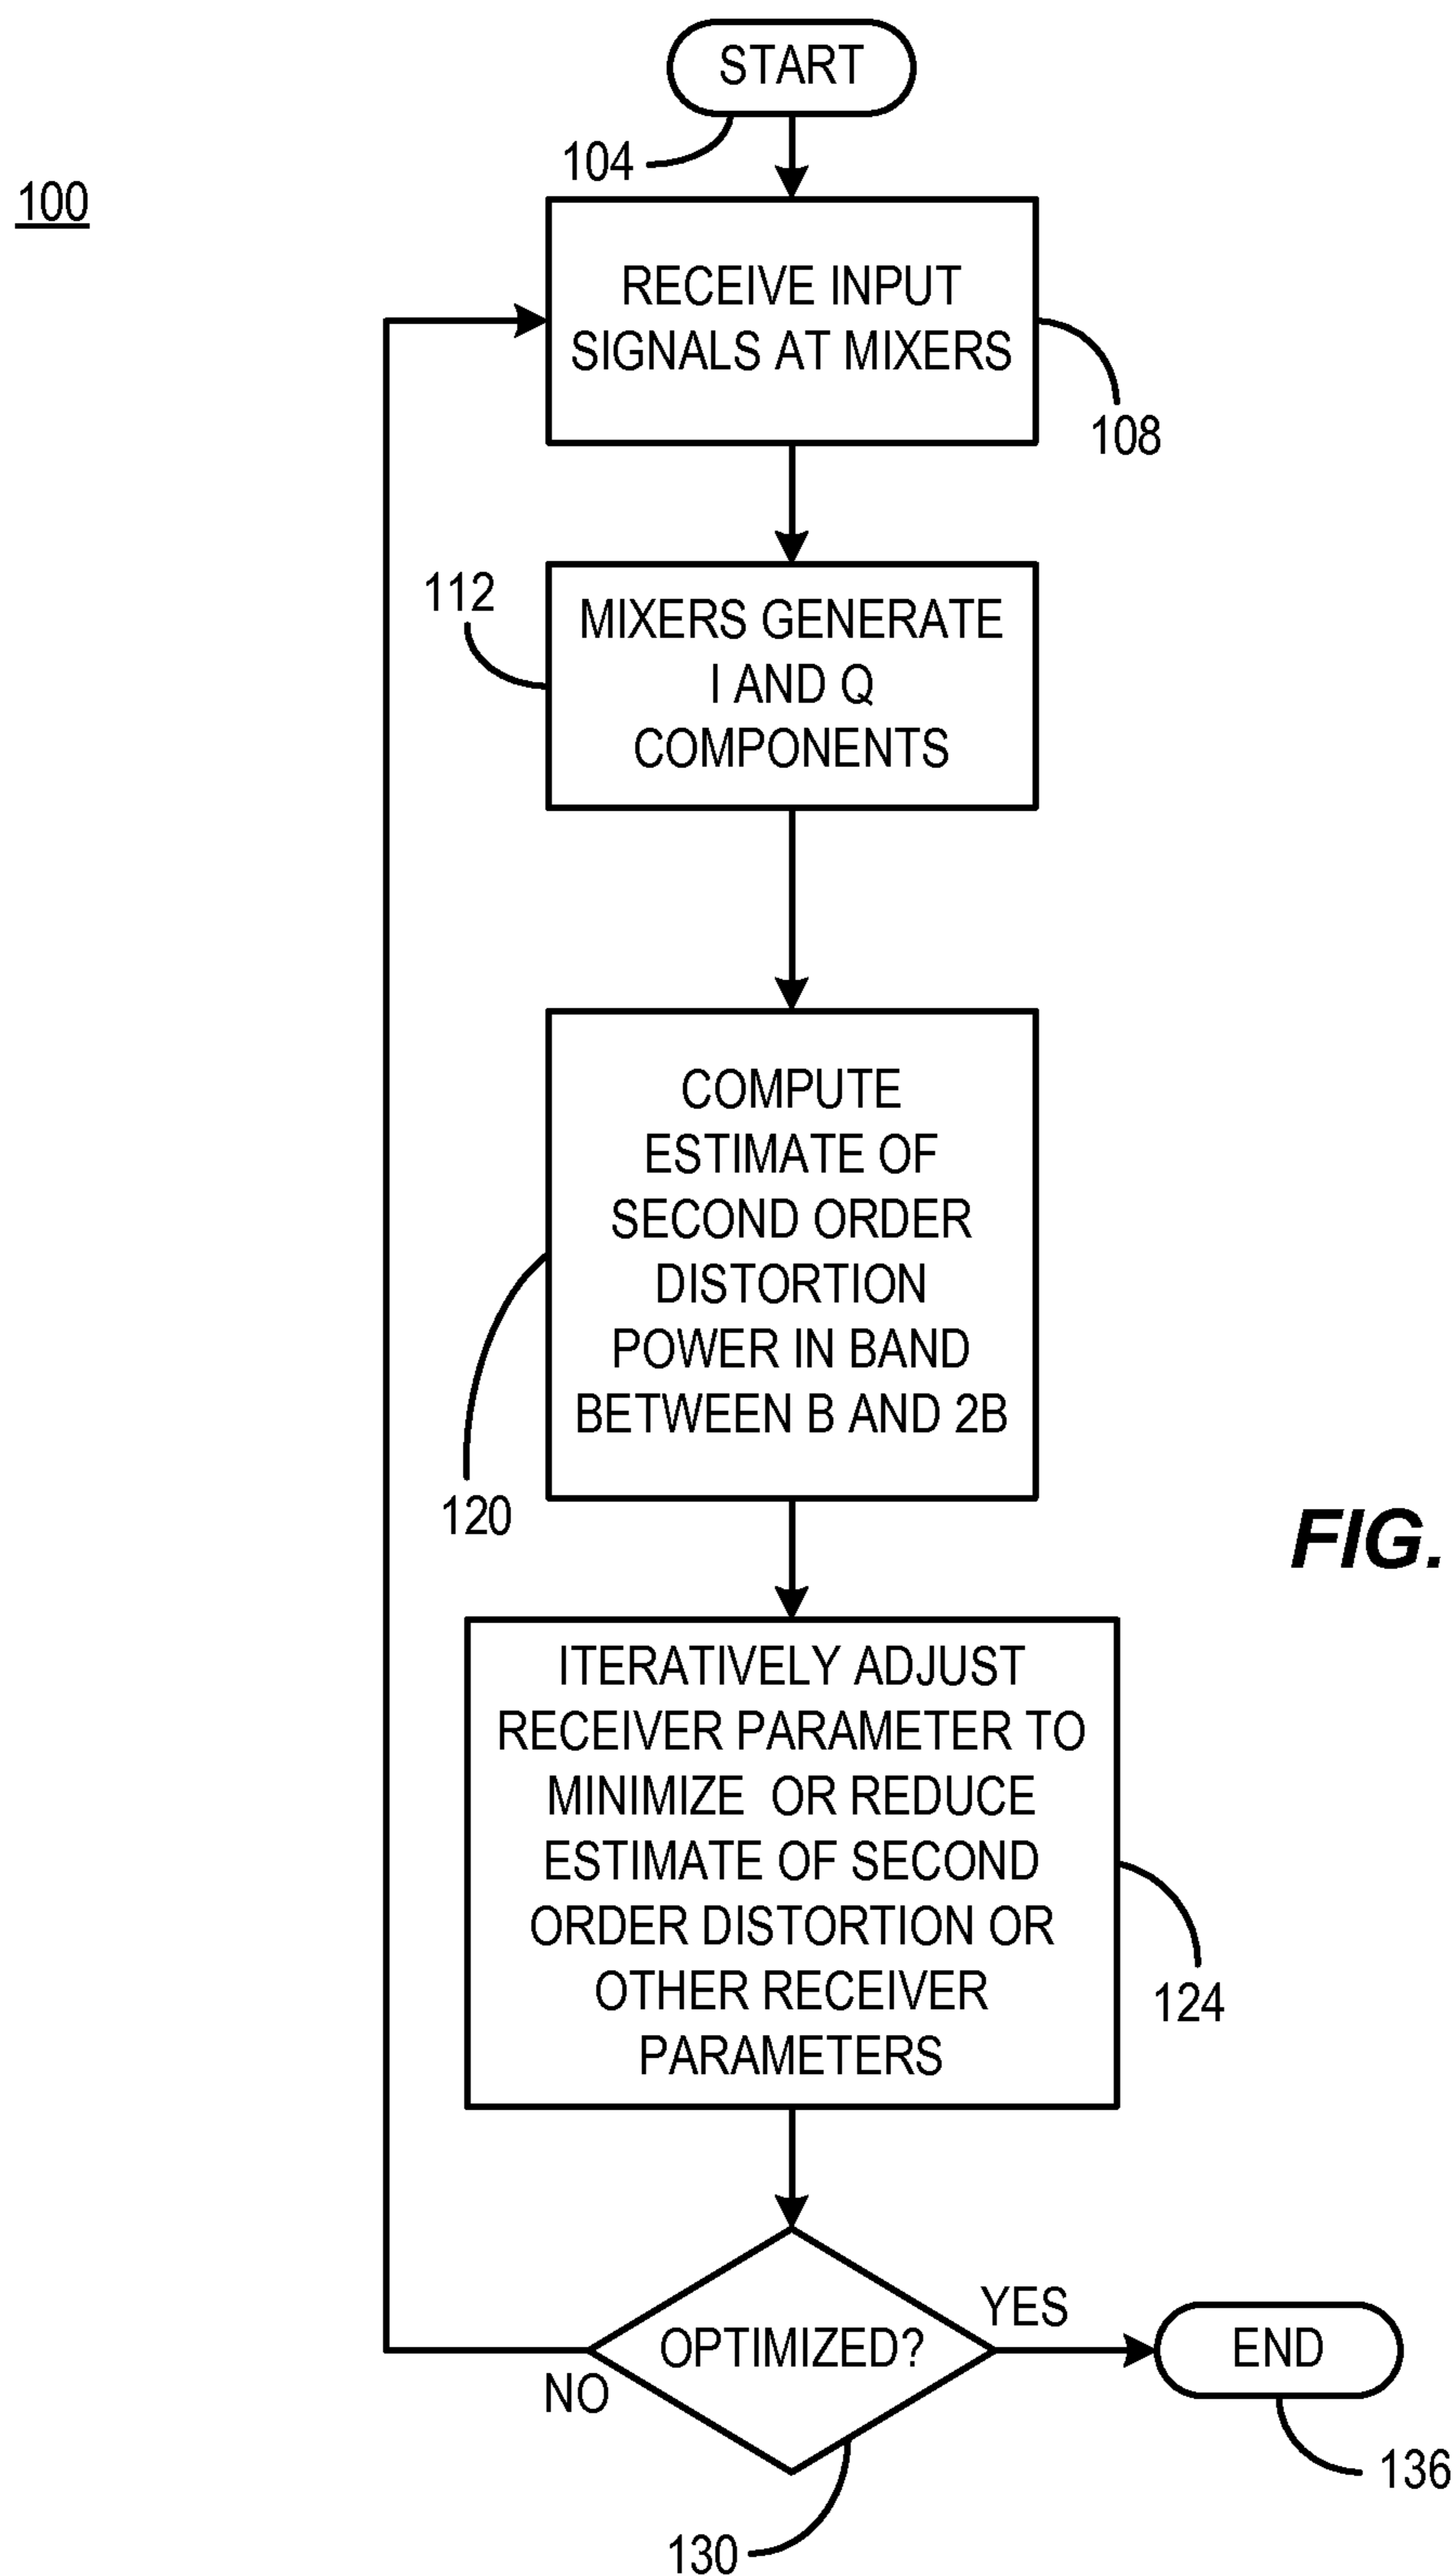 START
104
100
RECEIVE INPUT
SIGNALS AT MIXERS
108
112
MIXERS GENERATE
I AND Q
COMPONENTS
COMPUTE
ESTIMATE OF
SECOND ORDER
DISTORTION
POWER IN BAND
BETWEEN B AND 2B
120
FIG.
ITERATIVELY ADJUST
RECEIVER PARAMETER TO
MINIMIZE OR REDUCE
ESTIMATE OF SECOND
ORDER DISTORTION OR
OTHER RECEIVER
PARAMETERS
124
OPTIMIZED?
YES
NO
END
136
130